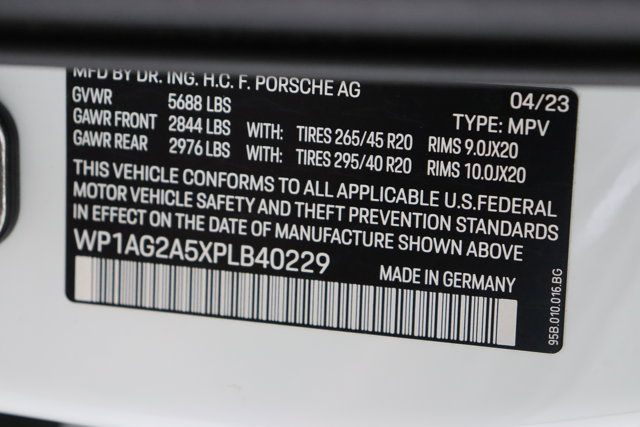 MFD BY DR. ING. H.C. F. PORSCHE AG 04/23
GVWR 5688 LBS TYPE: MPV
GAWR FRONT 2844 LBS WITH: TIRES 265/45 R20 RIMS 9.0JX20
GAWR REAR 2976 LBS WITH: TIRES 295/40 R20 RIMS 10.0JX20
THIS VEHICLE CONFORMS TO ALL APPLICABLE U.S.FEDERAL
MOTOR VEHICLE SAFETY AND THEFT PREVENTION STANDARDS
IN EFFECT ON THE DATE OF MANUFACTURE SHOWN ABOVE
WP1AG2A5XPLB40229 MADE IN GERMANY
95B.010.016.BG